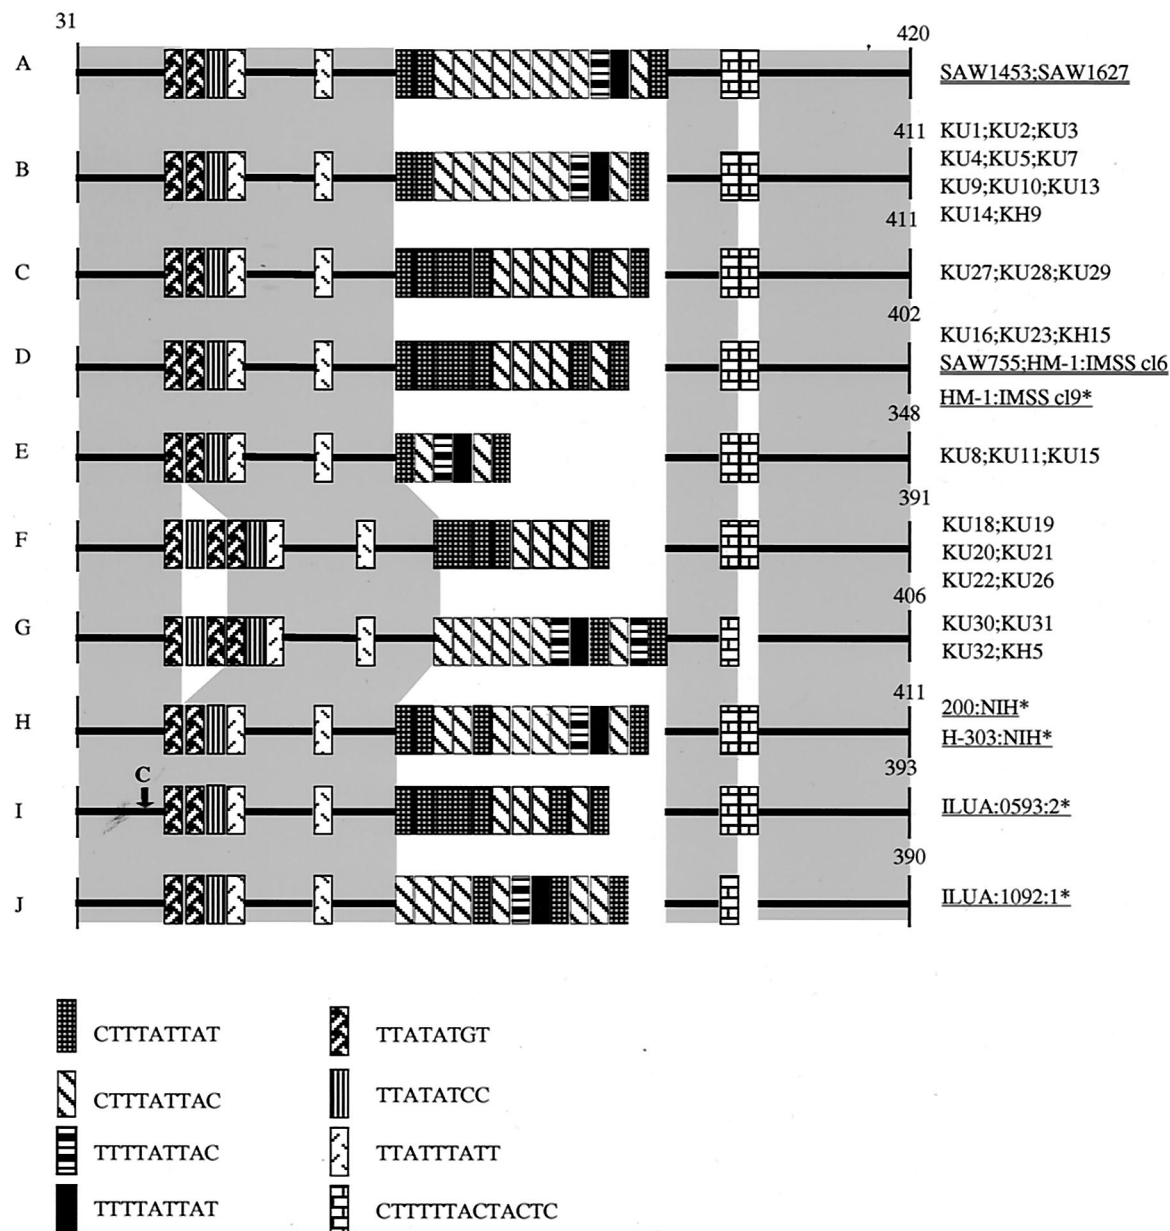 31
420
A
SAW1453;SAW1627
411
KU1;KU2;KU3
B
KU4;KU5;KU7
KU9;KU10;KU13
411
KU14;KH9
C
KU27;KU28;KU29
402
KU16;KU23;KH15
D
SAW755;HM-1:IMSS cl6
HM-1:IMSS cl9*
348
E
KU8;KU11;KU15
391
F
KU18;KU19
KU20;KU21
KU22;KU26
406
G
KU30;KU31
KU32;KH5
411
H
200:NIH*
H-303:NIH*
393
C
I
ILUA:0593:2*
390
J
ILUA:1092:1*
CTTTATTAT
TTATATGT
CTTTATTAC
TTATATCC
TTTTATTAC
TTATTTATT
TTTTATTAT
CTTTTTACTACTC